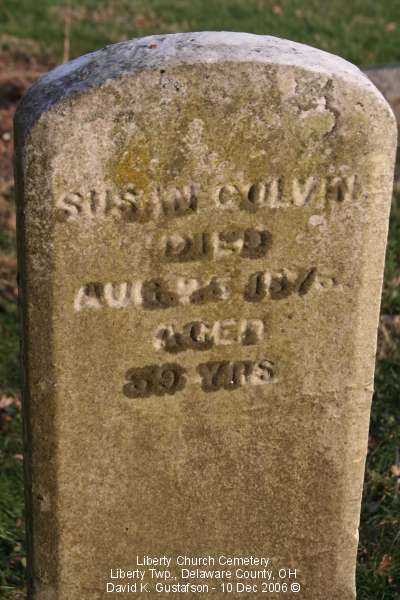 SUSAN COLVIN
DIED
AUG.
AGED
39 YRS
Liberty Church Cemetery
Liberty Twp., Delaware County, OH
David K. Gustafson - 10 Dec 2006 ©